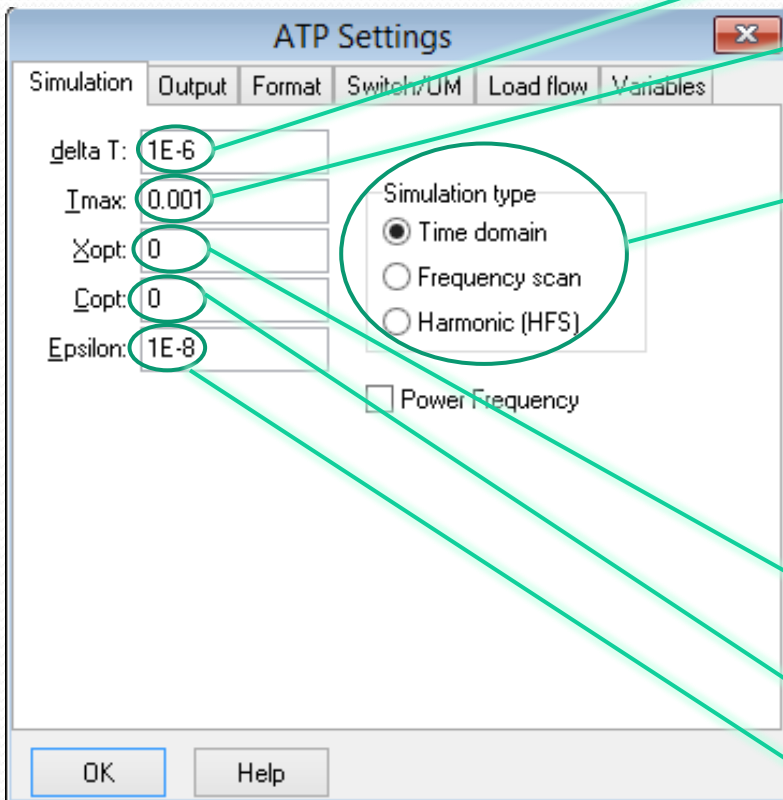 ATP Settings
Simulation Output Format Switch/UM Load flow Variables
delta T: 1E-6
Tmax: 0.001
Xopt: 0
Copt: 0
Epsilon: 1E-8
Simulation type
Time domain
Frequency scan
Harmonic (HFS)
Power Frequency
OK Help